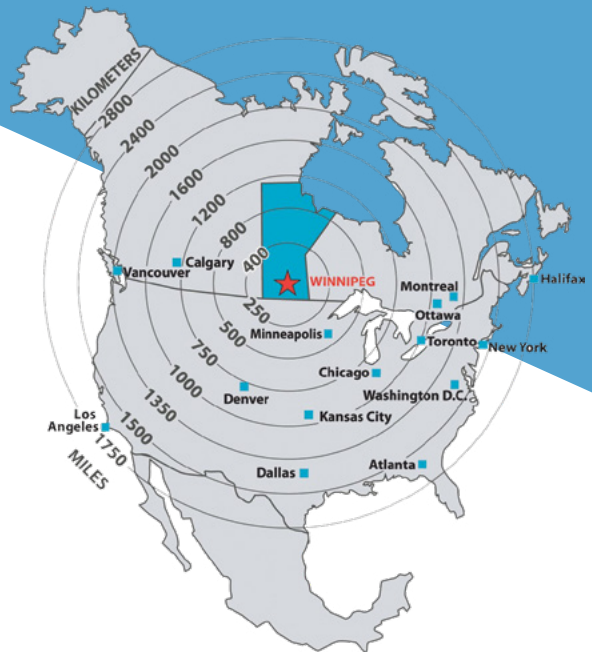 KILOMETERS
2800
2400
2000
1600
1200
800
400
WINNIPEG
Vancouver
Calgary
Montreal
Ottawa
Halifax
Toronto
New York
Minneapolis
Chicago
Washington D.C.
Denver
Kansas City
Los
Angeles
Dallas
Atlanta
250
500
750
1000
1350
1500
1750
MILES